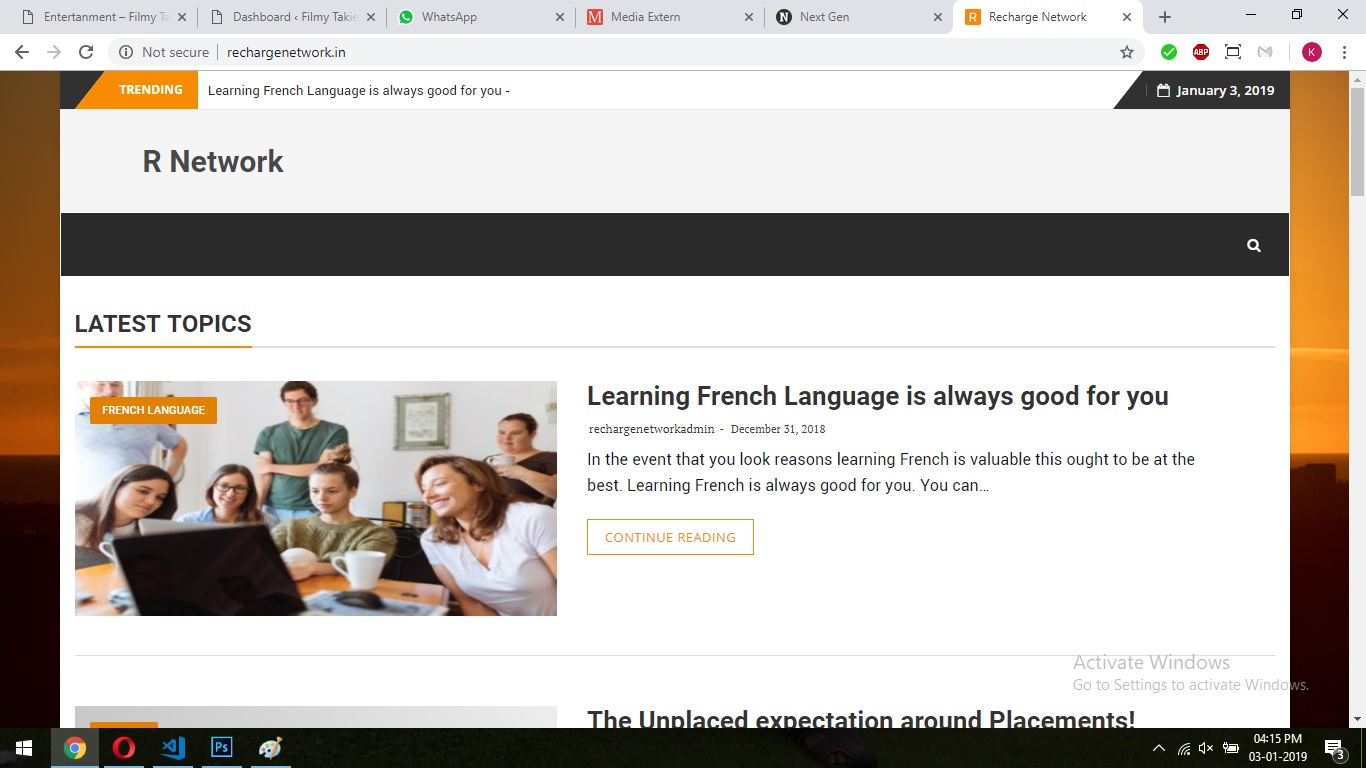 Entertanment – Filmy Ta
Dashboard ‹ Filmy Takie
WhatsApp
M Media Extern
N Next Gen
R Recharge Network
Not secure
rechargenetwork.in
ABP
K
TRENDING
Learning French Language is always good for you -
January 3, 2019
R Network
LATEST TOPICS
FRENCH LANGUAGE
Learning French Language is always good for you
rechargenetworkadmin - December 31, 2018
In the event that you look reasons learning French is valuable this ought to be at the
best. Learning French is always good for you. You can…
CONTINUE READING
Activate Windows
Go to Settings to activate Windows.
The Unplaced expectation around Placements!
Ps
04:15 PM
03-01-2019
3